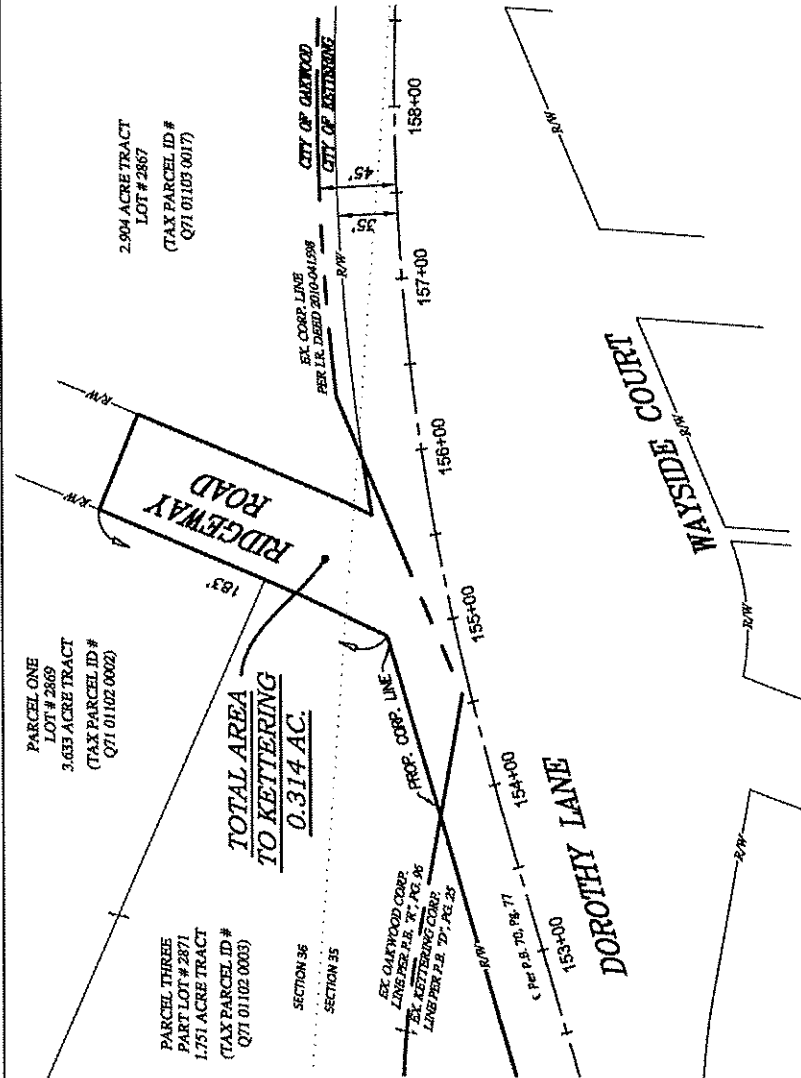 2.904 ACRE TRACT
LOT # 2867
(TAX PARCEL ID #
Q71 01103 0017)
CITY OF OAKWOOD
CITY OF KETTERING
45'
35'
R/W
EX. CORP. LINE
PER I.R. DEED 2010-041598
R/W
R/W
RIDGEWAY
ROAD
183'
PARCEL ONE
LOT # 2869
3.633 ACRE TRACT
(TAX PARCEL ID #
Q71 01102 0002)
TOTAL AREA
TO KETTERING
0.314 AC.
PARCEL THREE
PART LOT # 2871
1.751 ACRE TRACT
(TAX PARCEL ID #
Q71 01102 0003)
SECTION 36
SECTION 35
PROP. CORP. LINE
EX. OAKWOOD CORP.
LINE PER P.B. "K", PG. 96
EX. KETTERING CORP.
LINE PER P.B. "D", PG. 25
R/W
℄ Per P.B. 70, Pg. 77
153+00
154+00
155+00
156+00
157+00
158+00
DOROTHY LANE
WAYSIDE COURT
R/W
R/W
R/W
R/W